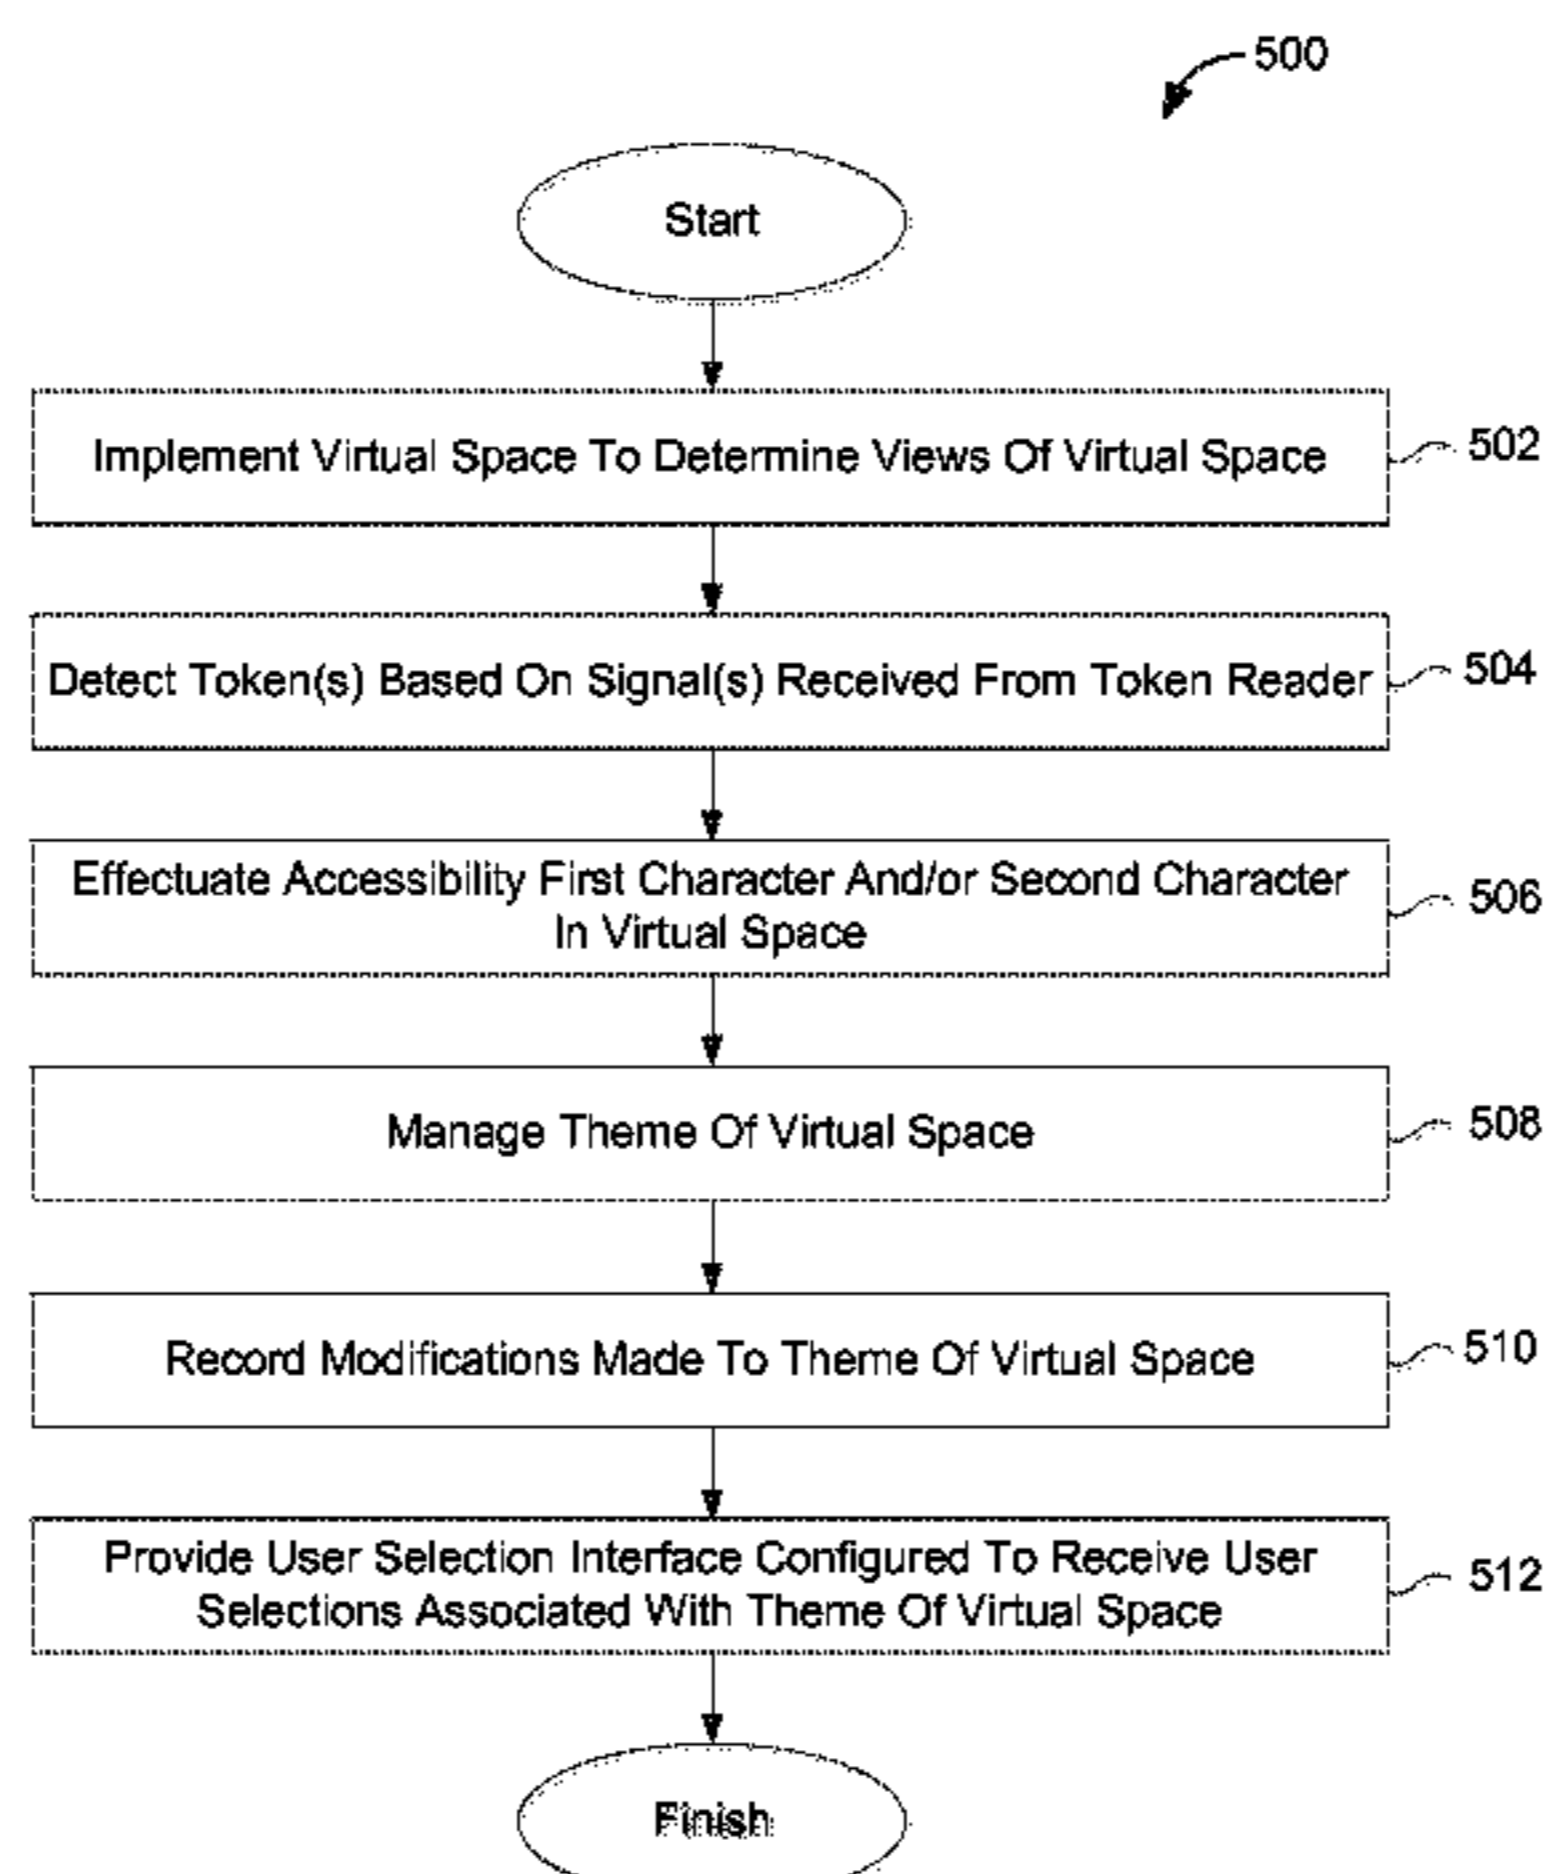 500
Start
Implement Virtual Space To Determine Views Of Virtual Space
502
Detect Token(s) Based On Signal(s) Received From Token Reader
504
Effectuate Accessibility First Character And/or Second Character
In Virtual Space
506
Manage Theme Of Virtual Space
508
Record Modifications Made To Theme Of Virtual Space
510
Provide User Selection Interface Configured To Receive User
Selections Associated With Theme Of Virtual Space
512
Finish